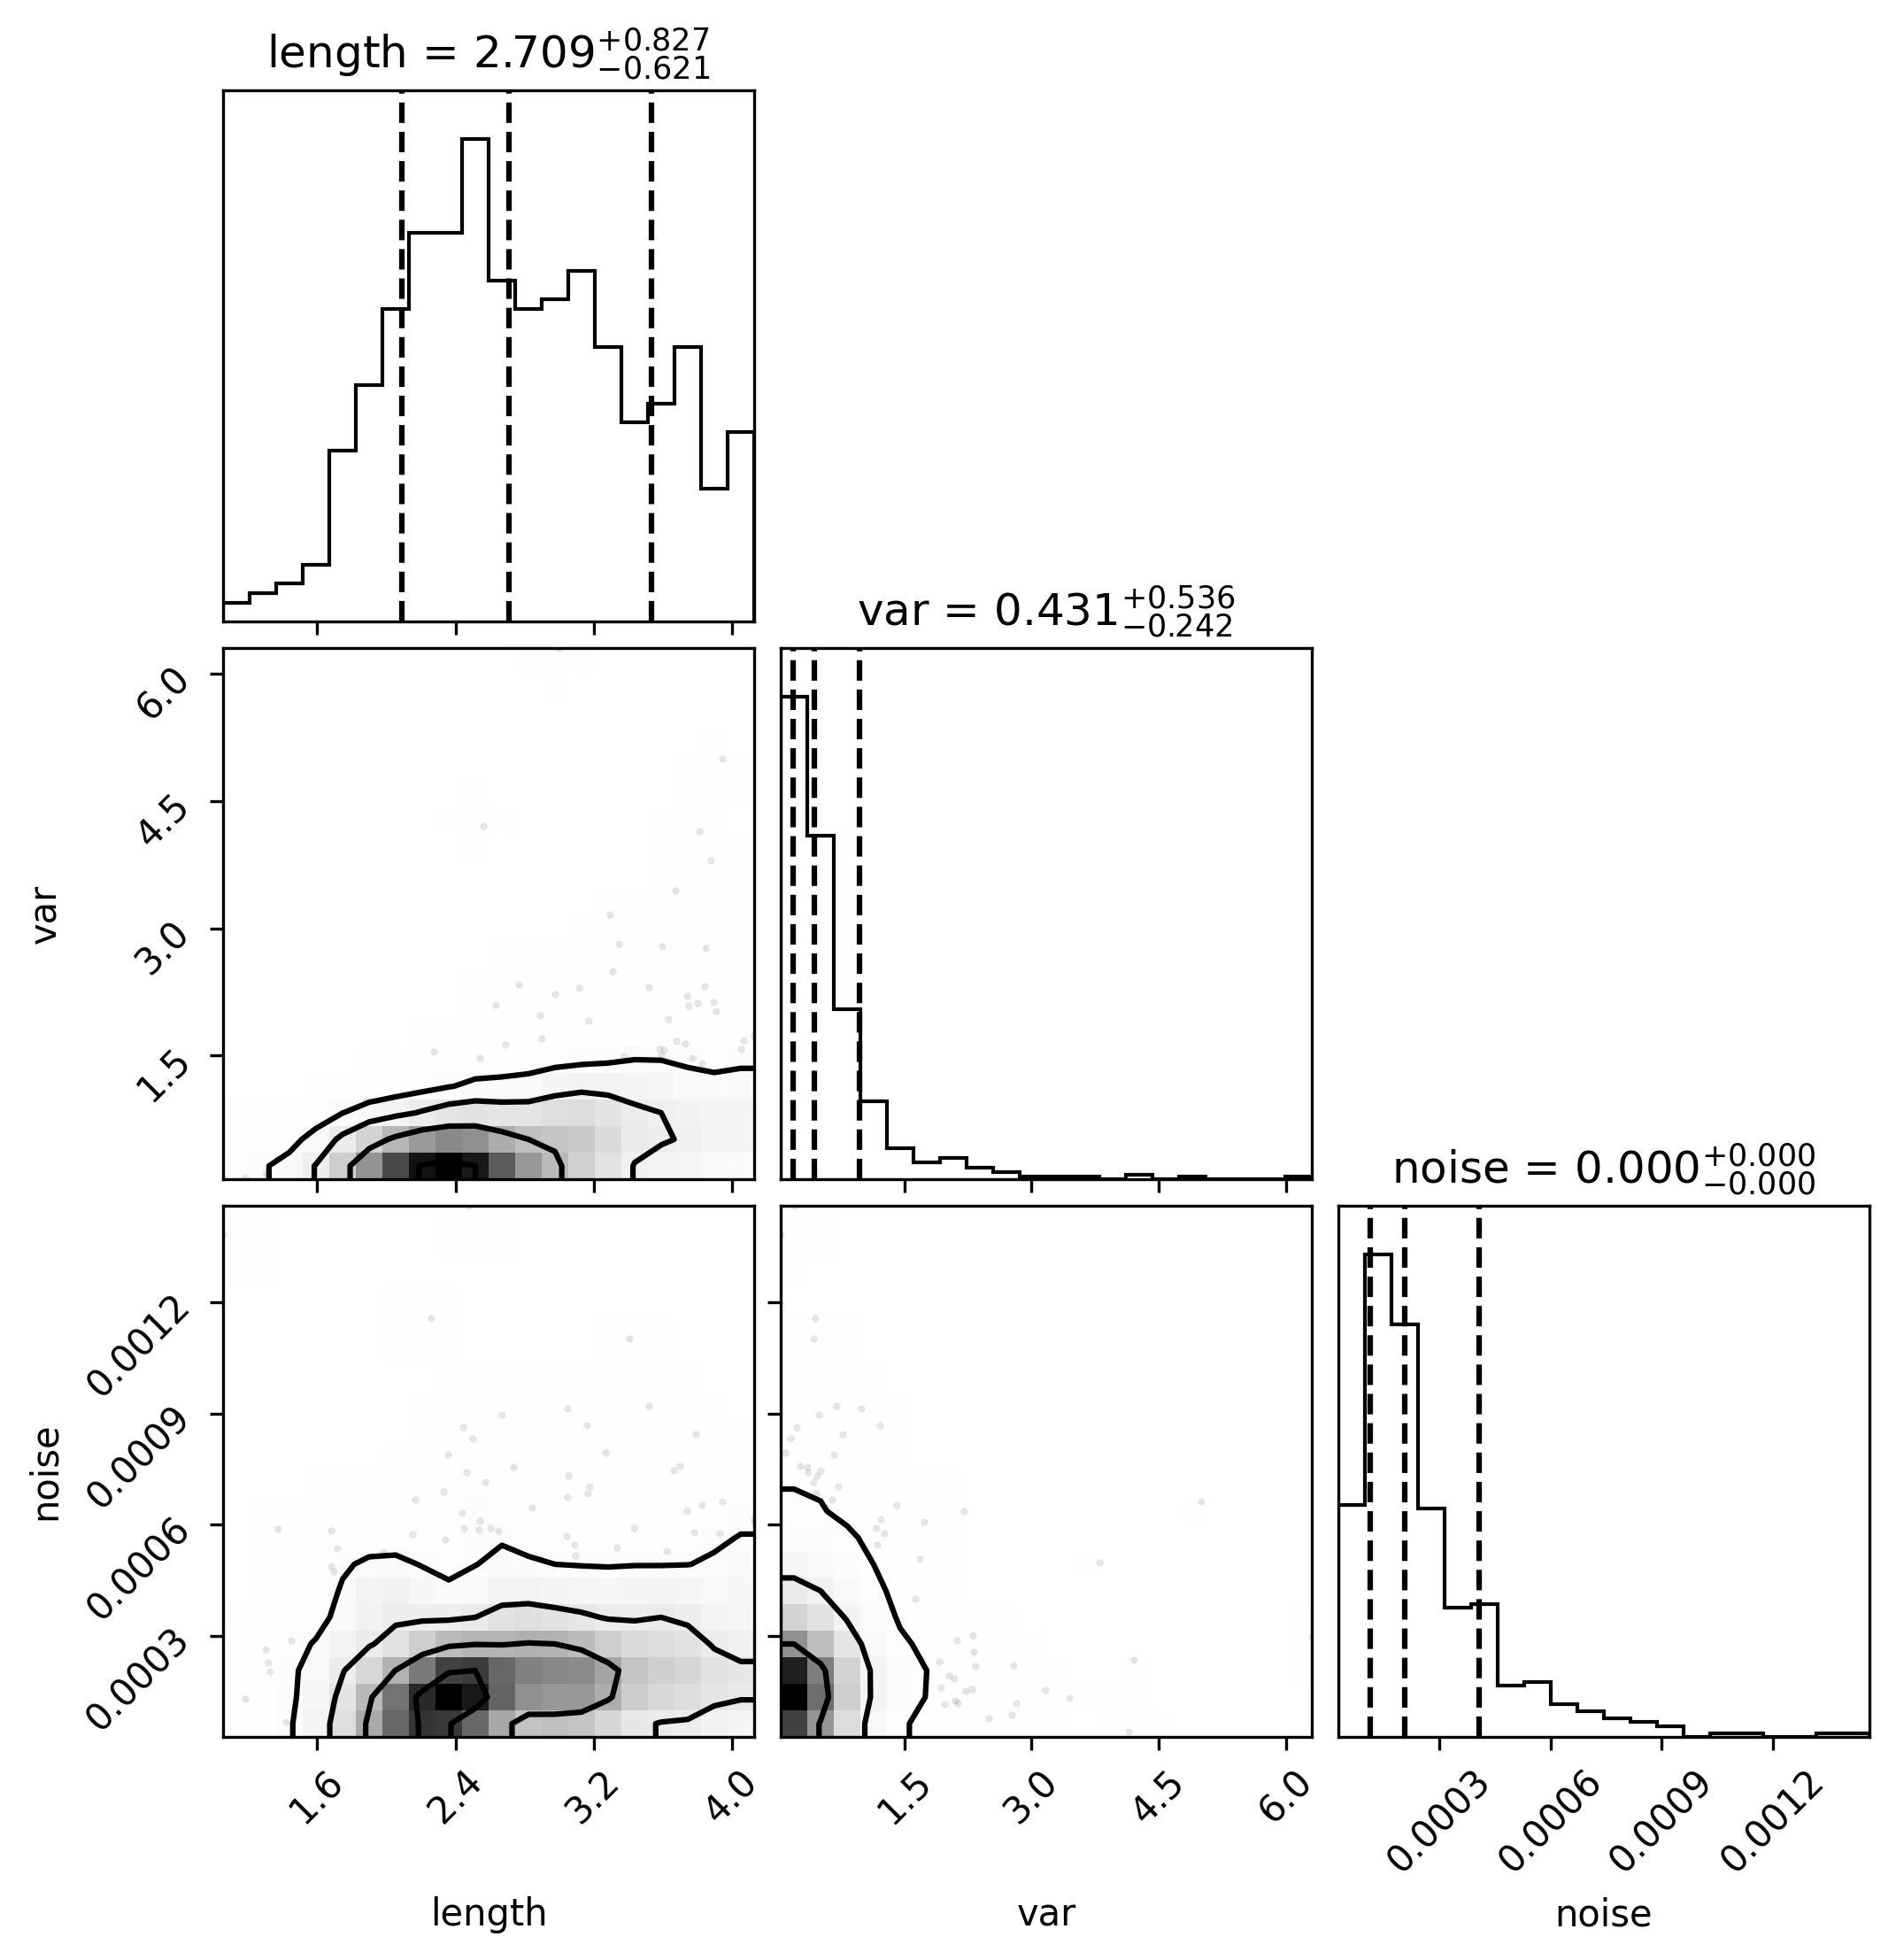 length = 2.709 +0.827 −0.621
var = 0.431 +0.536 −0.242
6.0
4.5
3.0
1.5
var
noise = 0.000 +0.000 −0.000
0.0012
0.0009
0.0006
0.0003
noise
1.6 2.4 3.2 4.0 1.5 3.0 4.5 6.0 0.0003 0.0006 0.0009 0.0012
length var noise